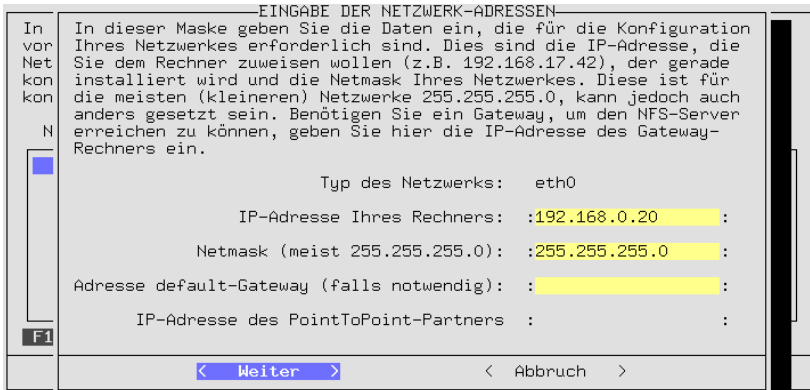 EINGABE DER NETZWERK-ADRESSEN
In dieser Maske geben Sie die Daten ein, die für die Konfiguration
Ihres Netzwerkes erforderlich sind. Dies sind die IP-Adresse, die
Sie dem Rechner zuweisen wollen (z.B. 192.168.17.42), der gerade
installiert wird und die Netmask Ihres Netzwerkes. Diese ist für
die meisten (kleineren) Netzwerke 255.255.255.0, kann jedoch auch
anders gesetzt sein. Benötigen Sie ein Gateway, um den NFS-Server
erreichen zu können, geben Sie hier die IP-Adresse des Gateway-
Rechners ein.
Typ des Netzwerks: eth0
IP-Adresse Ihres Rechners: :192.168.0.20 :
Netmask (meist 255.255.255.0): :255.255.255.0 :
Adresse default-Gateway (falls notwendig): : :
IP-Adresse des PointToPoint-Partners : :
< Weiter > < Abbruch >
In
vor
Net
kon
kon
N
F1